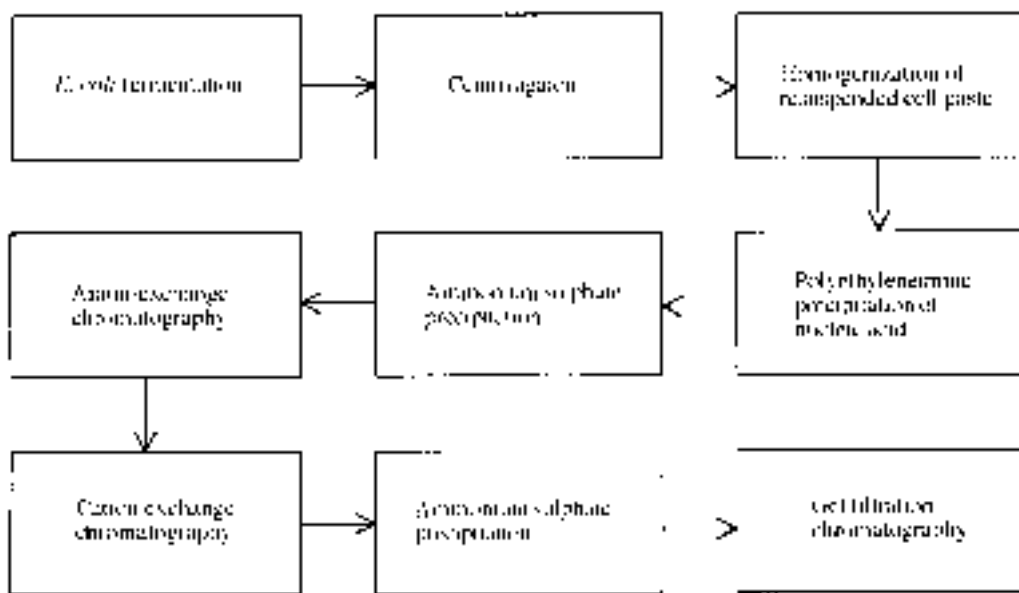 E. coli fermentation
Centrifugation
Homogenization of
resuspended cell paste
Anion-exchange
chromatography
Ammonium sulphate
precipitation
Polyethylenermine
precipitation of
nucleic acid
Cation exchange
chromatography
Ammonium sulphate
precipitation
Gel filtration
chromatography